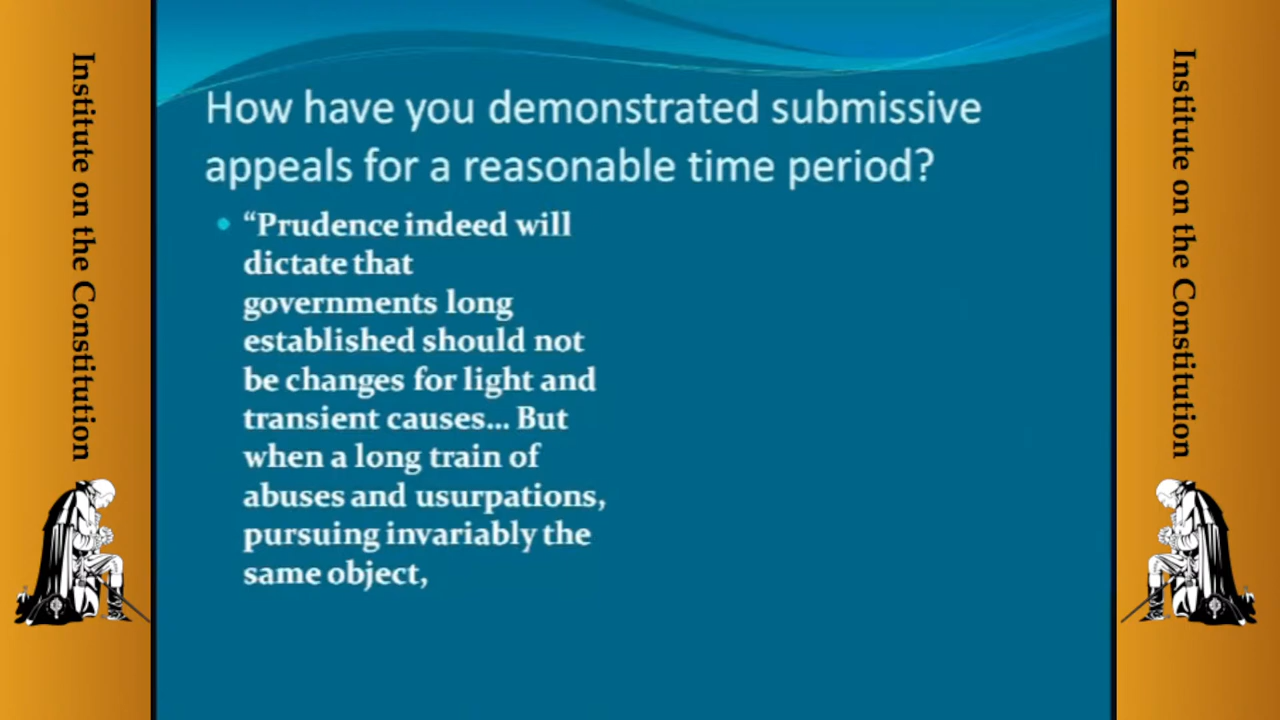 Institute on the Constitution
How have you demonstrated submissive
appeals for a reasonable time period?
• “Prudence indeed will
dictate that
governments long
established should not
be changes for light and
transient causes... But
when a long train of
abuses and usurpations,
pursuing invariably the
same object,
Institute on the Constitution